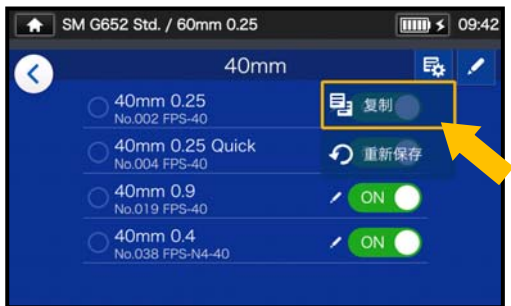 SM G652 Std. / 60mm 0.25 09:42
40mm
40mm 0.25
No.002 FPS-40
复制
40mm 0.25 Quick
No.004 FPS-40
重新保存
40mm 0.9
No.019 FPS-40
ON
40mm 0.4
No.038 FPS-N4-40
ON